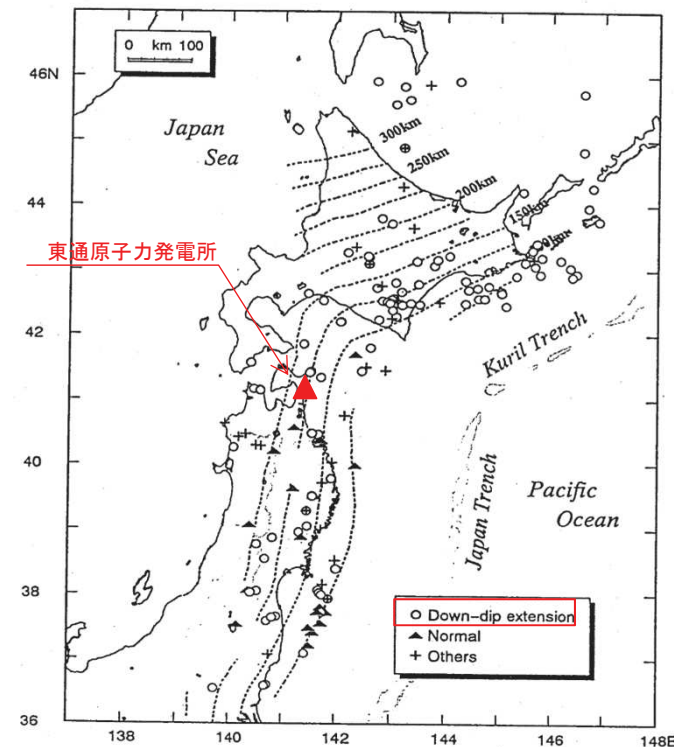 0 km 100
46N
Japan
Sea
300km
250km
200km
150km
44
東通原子力発電所
42
Kuril Trench
40
Pacific
Ocean
Japan Trench
38
Down-dip extension
Normal
Others
36
138
140
142
144
146
148E